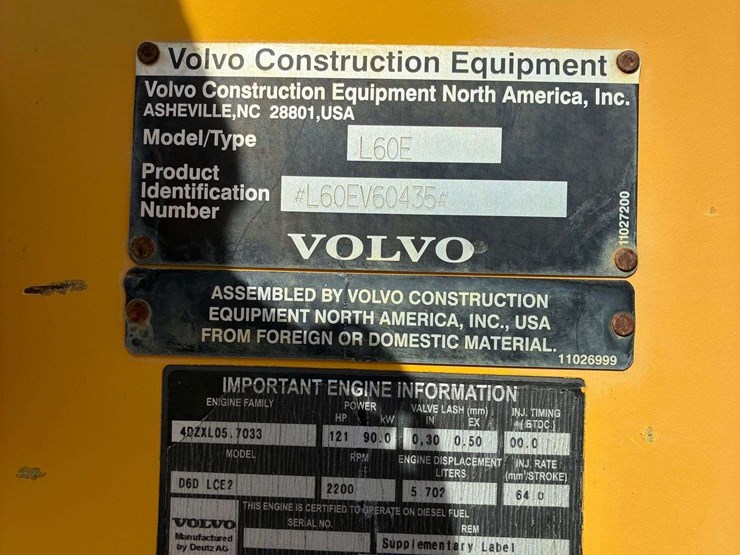 Volvo Construction Equipment
Volvo Construction Equipment North America, Inc.
ASHEVILLE,NC 28801,USA
Model/Type L60E
Product
Identification #L60EV60435#
Number
VOLVO
11027200
ASSEMBLED BY VOLVO CONSTRUCTION
EQUIPMENT NORTH AMERICA, INC., USA
FROM FOREIGN OR DOMESTIC MATERIAL.
11026999
IMPORTANT ENGINE INFORMATION
ENGINE FAMILY POWER VALVE LASH (mm) INJ. TIMING
HP kW IN EX (BTDC)
4DZXL05.7033 121 90.0 0,30 0.50 00.0
MODEL RPM ENGINE DISPLACEMENT INJ. RATE
LITERS (mm³/STROKE)
D6D LCE2 2200 5.702 64.0
THIS ENGINE IS CERTIFIED TO OPERATE ON DIESEL FUEL
VOLVO SERIAL NO. REM
Manufactured
by Deutz AG Supplementary Label